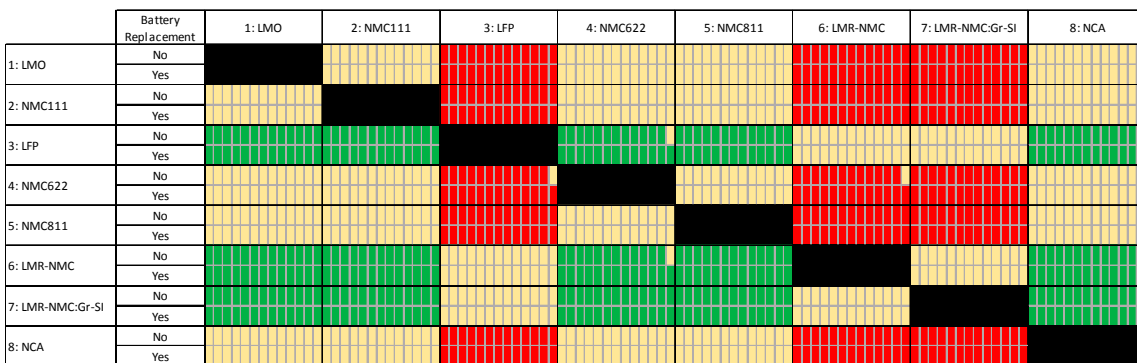 Battery
Replacement
1: LMO 2: NMC111 3: LFP 4: NMC622 5: NMC811 6: LMR-NMC 7: LMR-NMC:Gr-SI 8: NCA
1: LMO
No
Yes
2: NMC111
No
Yes
3: LFP
No
Yes
4: NMC622
No
Yes
5: NMC811
No
Yes
6: LMR-NMC
No
Yes
7: LMR-NMC:Gr-SI
No
Yes
8: NCA
No
Yes